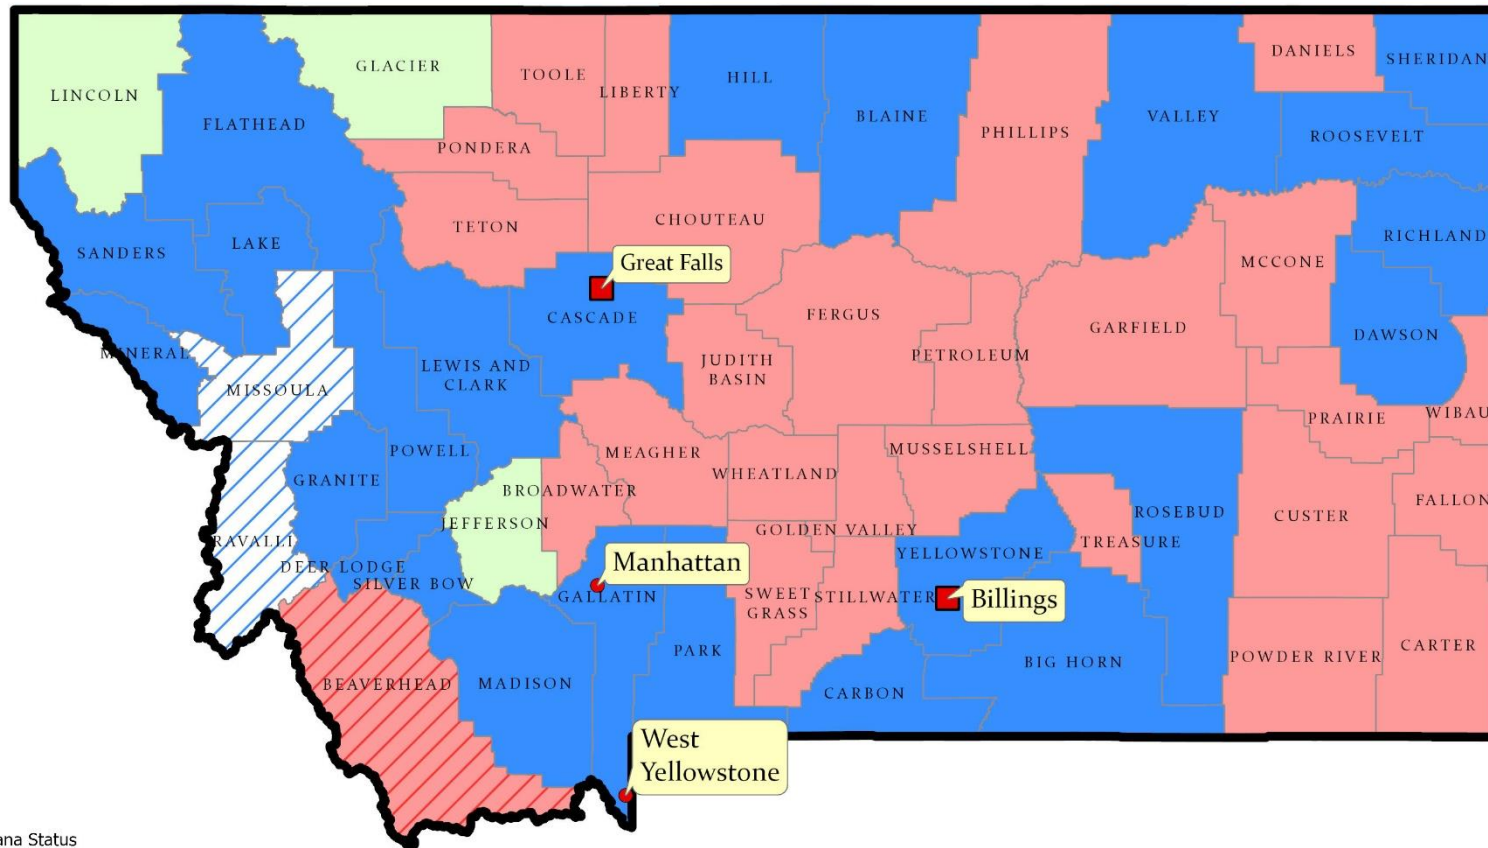 DANIELS
SHERIDAN
GLACIER
TOOLE
HILL
LIBERTY
LINCOLN
FLATHEAD
BLAINE
VALLEY
PHILLIPS
ROOSEVELT
PONDERA
TETON
CHOUTEAU
RICHLAND
SANDERS
LAKE
Great Falls
MCCONE
CASCADE
FERGUS
GARFIELD
DAWSON
MINERAL
LEWIS AND
CLARK
JUDITH
BASIN
PETROLEUM
MISSOULA
PRAIRIE
WIBAU
POWELL
MEAGHER
MUSSELSHELL
WHEATLAND
GRANITE
BROADWATER
FALLON
JEFFERSON
GOLDEN VALLEY
ROSEBUD
CUSTER
RAVALLI
TREASURE
YELLOWSTONE
DEER LODGE
SILVER BOW
Manhattan
GALLATIN
SWEET
GRASS
STILLWATER
Billings
PARK
BIG HORN
POWDER RIVER
CARTER
BEAVERHEAD
MADISON
CARBON
West
Yellowstone
ana Status